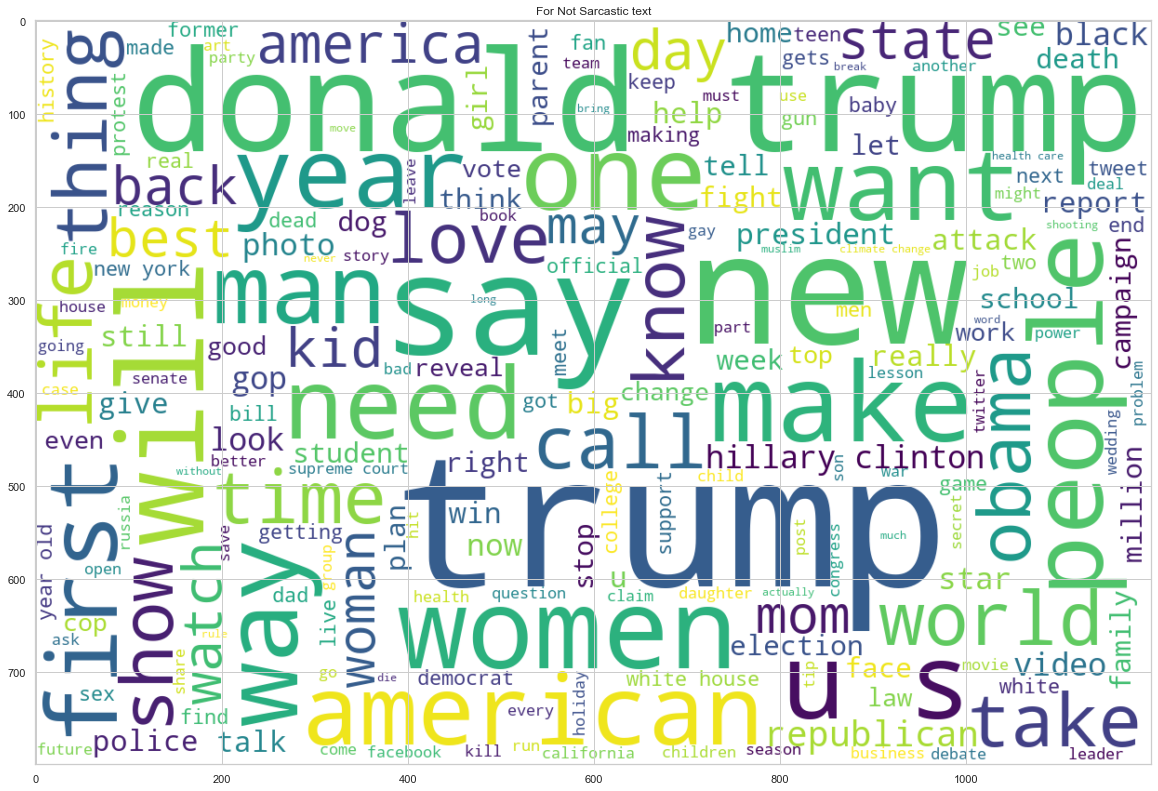 For Not Sarcastic text
0
100
200
300
400
500
600
700
0
200
400
600
800
1000
former
america
fan
day
home
teen
state
see
black
thing
made
art
party
donald trump
team
gets
break
another
death
history
protest
girl
parent
keep
must
use
help
bring
baby
gun
move
making
let
health care
real
year
leave
vote
one
tell
want
next
tweet
deal
back
think
fight
might
report
reason
dead
dog
book
love
may
know
gay
president
shooting
end
best
photo
never
story
official
muslim
climate change
attack
fire
new york
job
two
life
will
man
say
long
new
men
school
people
campaign
house
money
part
word
power
going
still
good
kid
meet
work
reveal
week
top
really
case
senate
gop
bad
change
lesson
obama
problem
give
bill
need
got
big
make
twitter
even
look
call
hillary clinton
wedding
better
student
right
without
supreme court
child
son
war
first
time
trump
college
support
game
million
russia
save
getting
plan
hit
win
now
stop
post
congress
much
secret
year old
open
show
watch
way
group
woman
u
star
health
question
claim
daughter
actually
cop
dad
live
women
mom
world
family
ask
rule
election
share
go
die
democrat
white house
tip
face
movie
video
sex
american
us
law
white
find
every
holiday
take
police
talk
republican
future
come
facebook
kill
run
california
children
season
business
debate
leader